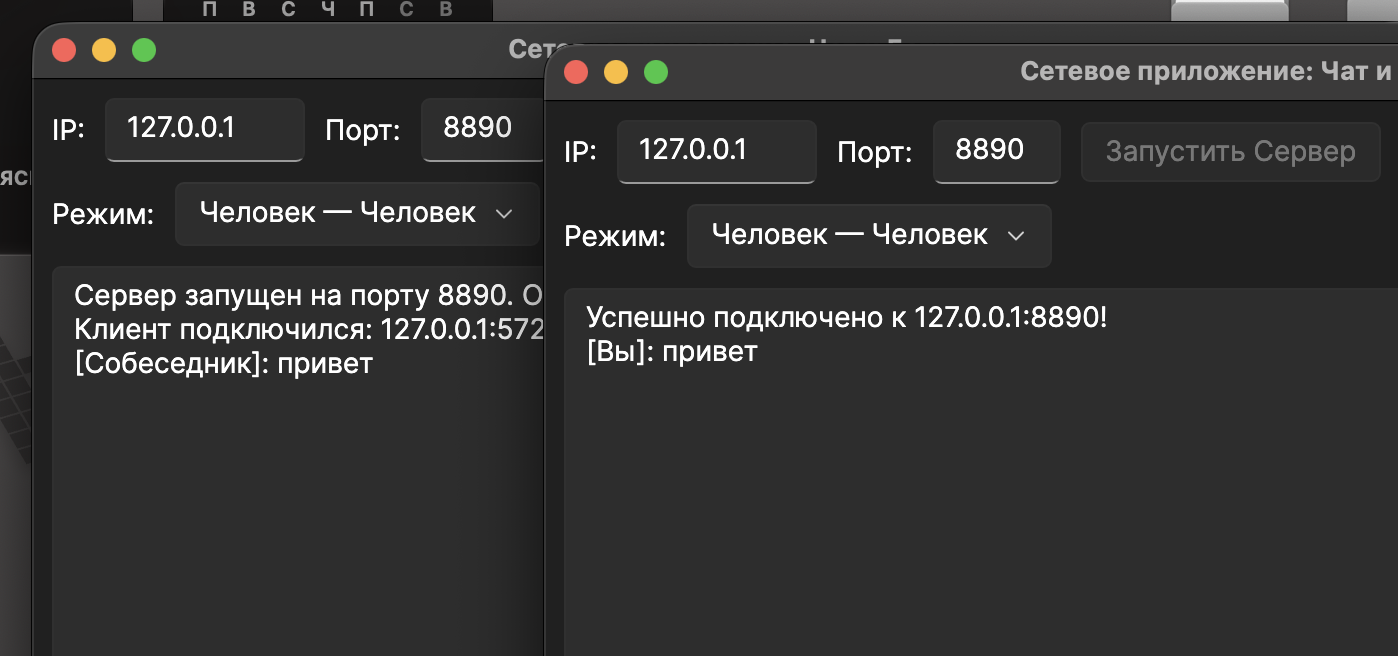 П В С Ч П С В
Сетевое приложение: Чат и
IP: 127.0.0.1 Порт: 8890
Режим: Человек — Человек
Сервер запущен на порту 8890.
Клиент подключился: 127.0.0.1:572
[Собеседник]: привет
IP: 127.0.0.1 Порт: 8890 Запустить Сервер
Режим: Человек — Человек
Успешно подключено к 127.0.0.1:8890!
[Вы]: привет